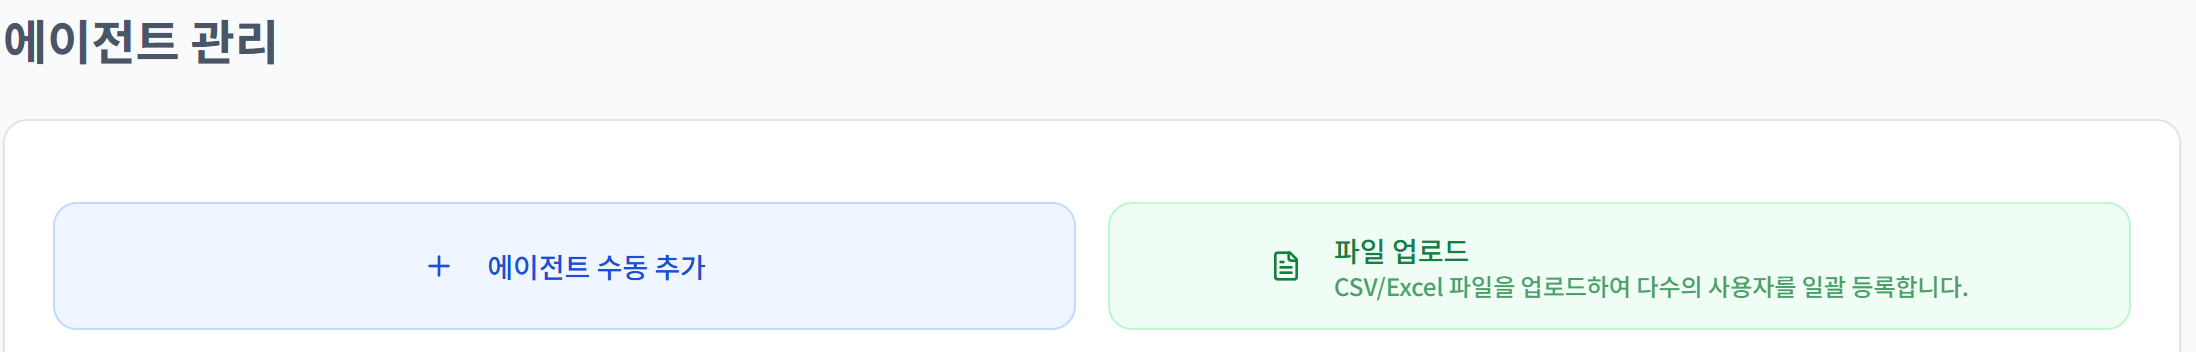 에이전트 관리
에이전트 수동 추가
파일 업로드
CSV/Excel 파일을 업로드하여 다수의 사용자를 일괄 등록합니다.